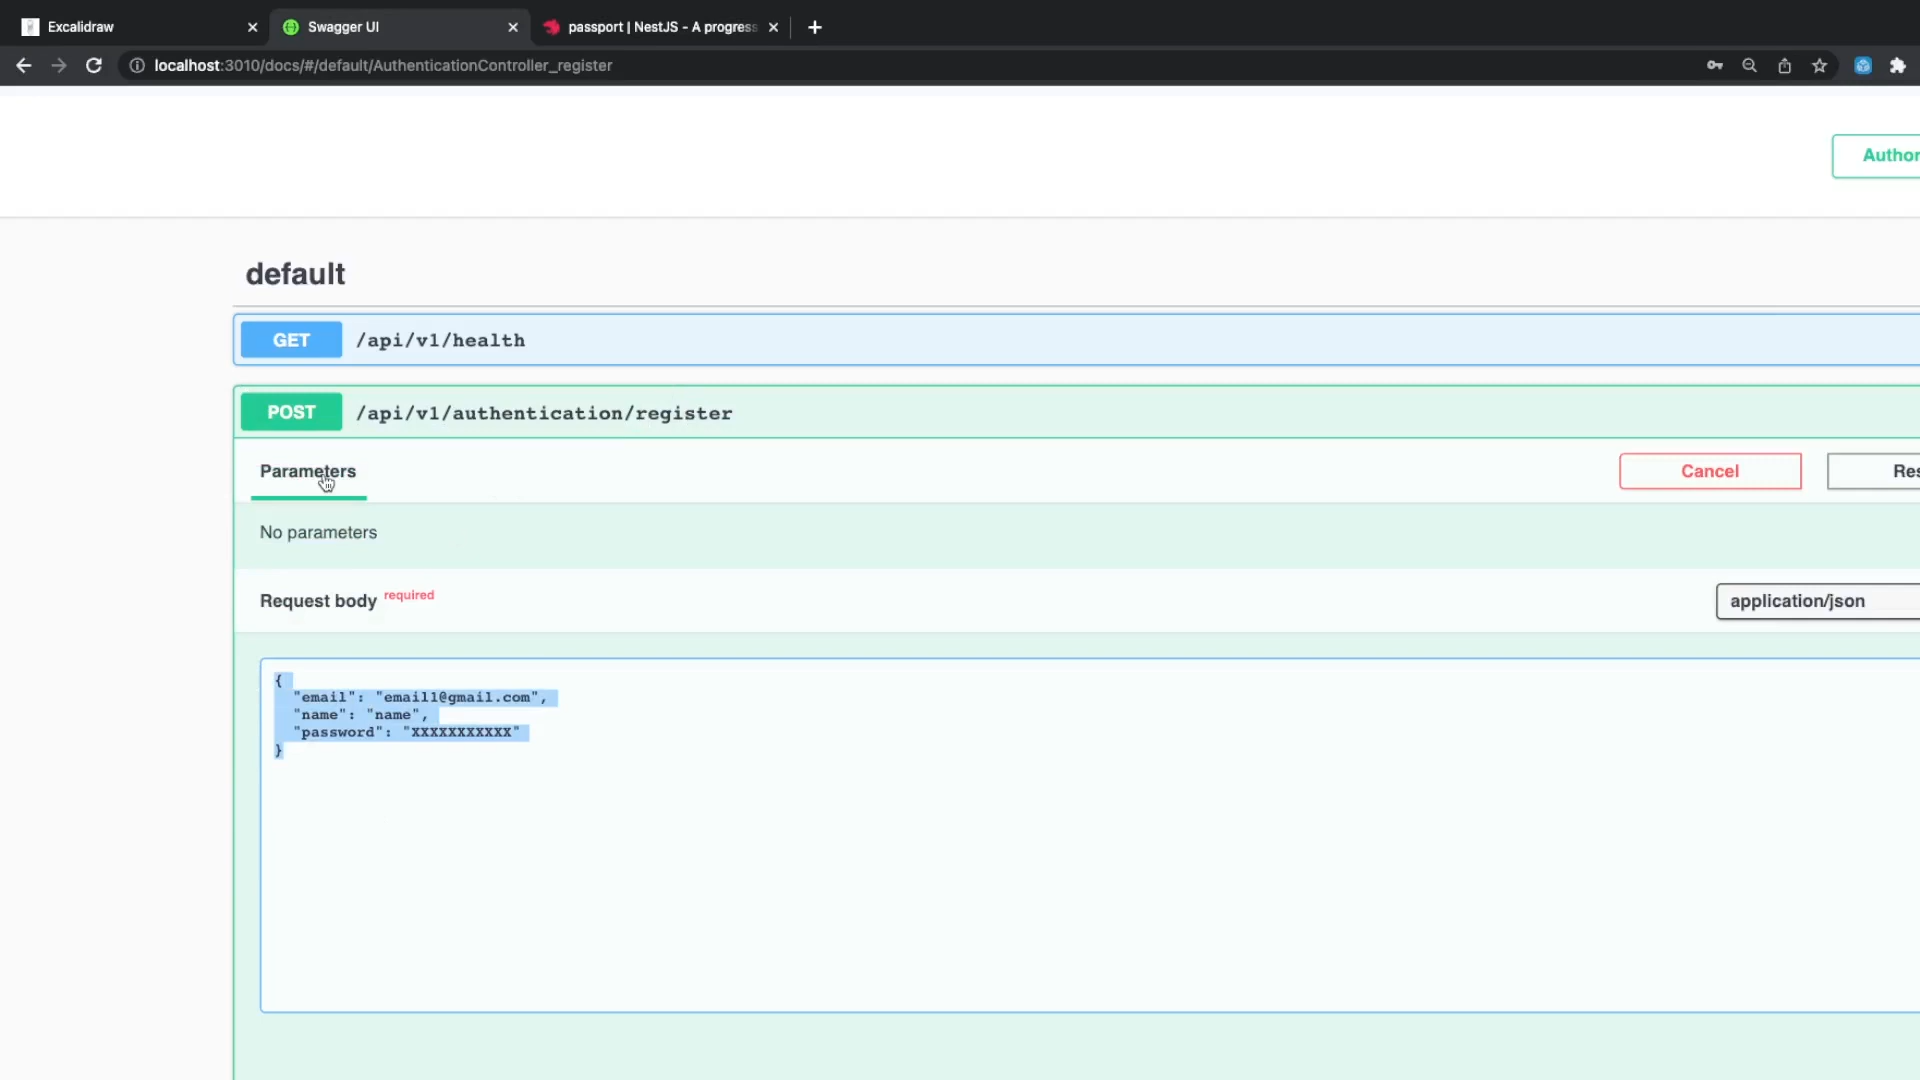 Excalidraw
Swagger UI
passport | NestJS - A progress
localhost:3010/docs/#/default/AuthenticationController_register
Author
default
GET /api/v1/health
POST /api/v1/authentication/register
Parameters
Cancel
Res
No parameters
Request body required
application/json
{
"email": "email1@gmail.com",
"name": "name",
"password": "XXXXXXXXXXX"
}